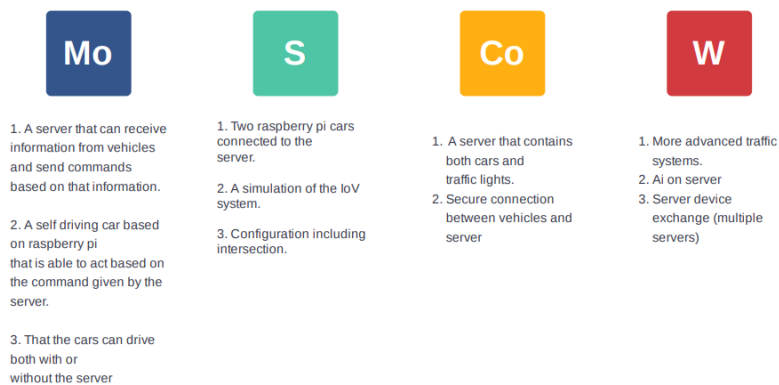 Mo
1. A server that can receive
information from vehicles
and send commands
based on that information.
2. A self driving car based
on raspberry pi
that is able to act based on
the command given by the
server.
3. That the cars can drive
both with or
without the server
S
1. Two raspberry pi cars
connected to the
server.
2. A simulation of the IoV
system.
3. Configuration including
intersection.
Co
1. A server that contains
both cars and
traffic lights.
2. Secure connection
between vehicles and
server
W
1. More advanced traffic
systems.
2. Ai on server
3. Server device
exchange (multiple
servers)